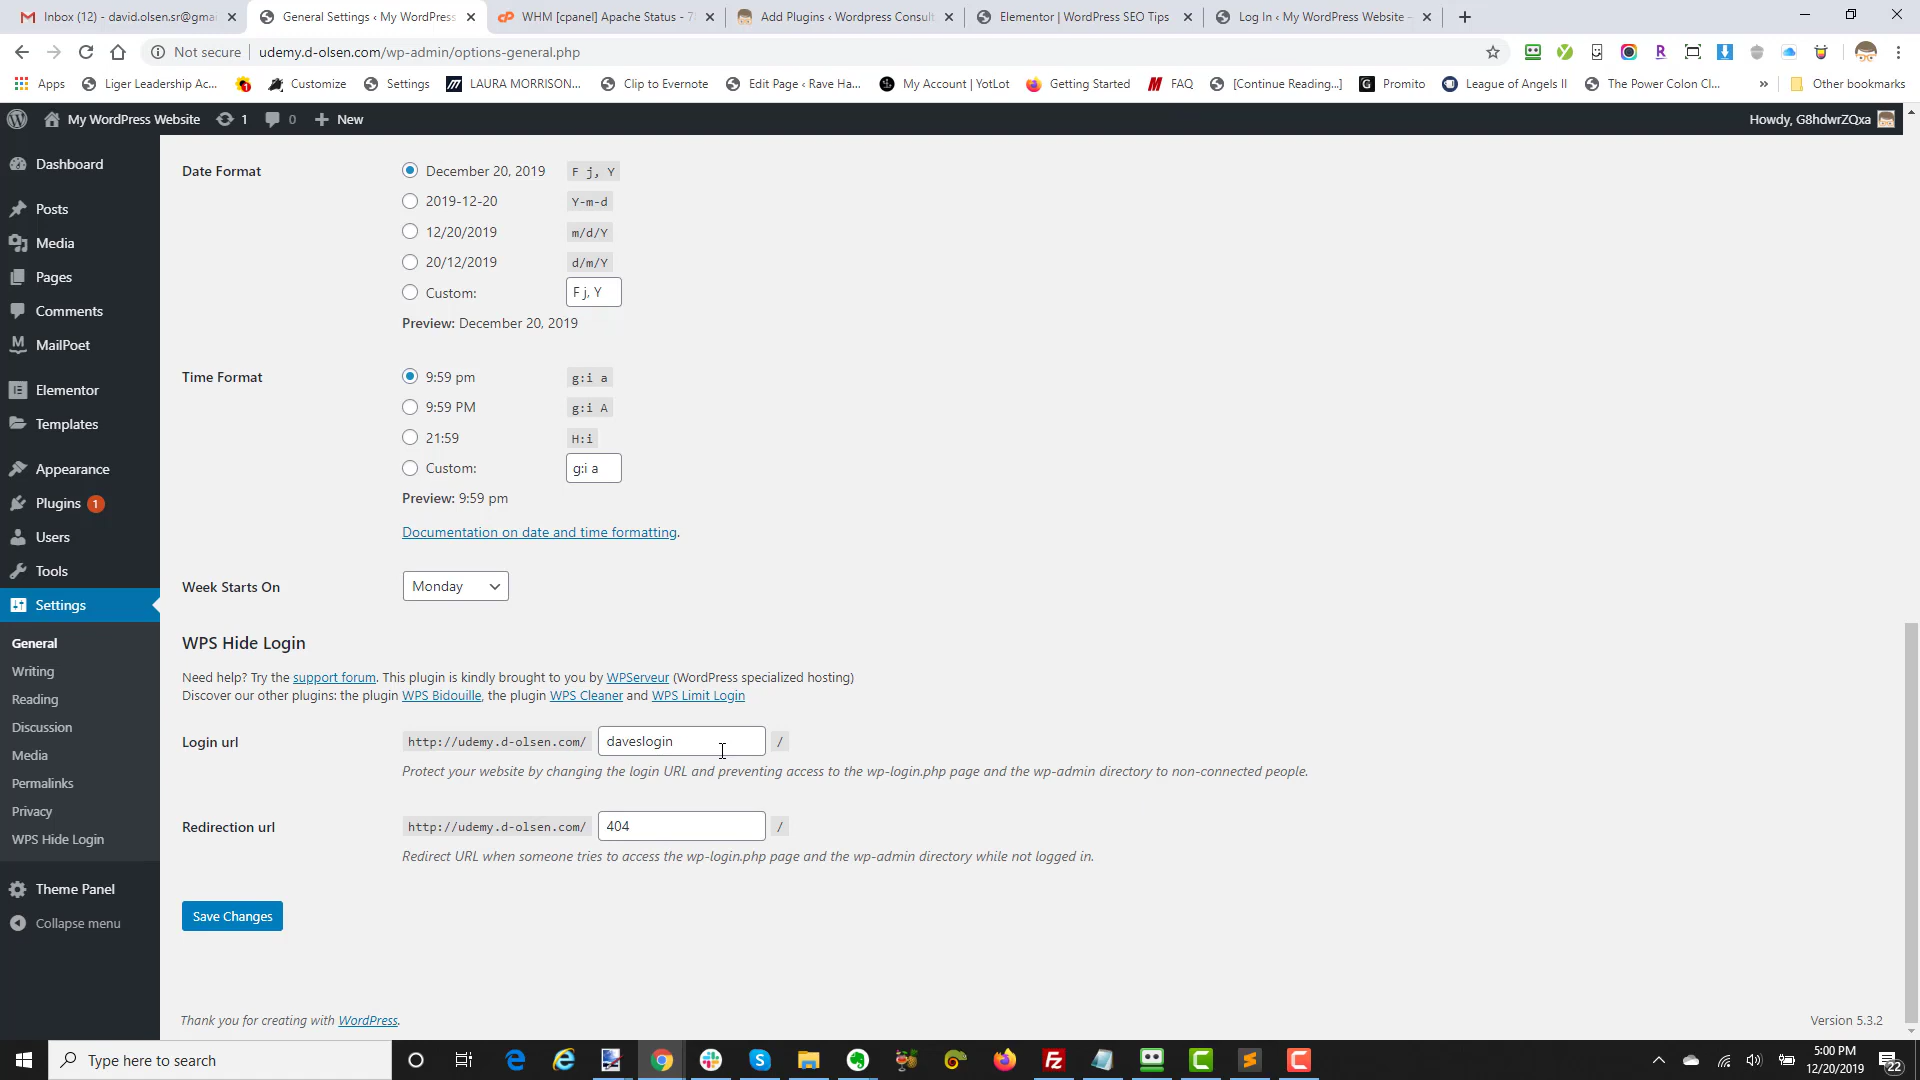 Inbox (12) - david.olsen.sr@gmai
General Settings ‹ My WordPress
WHM [cpanel] Apache Status - 7
Add Plugins ‹ Wordpress Consult
Elementor | WordPress SEO Tips
Log In ‹ My WordPress Website –
Not secure | udemy.d-olsen.com/wp-admin/options-general.php
Apps
Liger Leadership Ac...
Customize
Settings
LAURA MORRISON...
Clip to Evernote
Edit Page ‹ Rave Ha...
My Account | YotLot
Getting Started
FAQ
[Continue Reading...]
Promito
League of Angels II
The Power Colon Cl...
»
Other bookmarks
My WordPress Website
1
0
New
Howdy, G8hdwrZQxa
Dashboard
Posts
Media
Pages
Comments
MailPoet
Elementor
Templates
Appearance
Plugins 1
Users
Tools
Settings
General
Writing
Reading
Discussion
Media
Permalinks
Privacy
WPS Hide Login
Theme Panel
Collapse menu
Date Format
December 20, 2019 F j, Y
2019-12-20 Y-m-d
12/20/2019 m/d/Y
20/12/2019 d/m/Y
Custom: F j, Y
Preview: December 20, 2019
Time Format
9:59 pm g:i a
9:59 PM g:i A
21:59 H:i
Custom: g:i a
Preview: 9:59 pm
Documentation on date and time formatting.
Week Starts On Monday
WPS Hide Login
Need help? Try the support forum. This plugin is kindly brought to you by WPServeur (WordPress specialized hosting)
Discover our other plugins: the plugin WPS Bidouille, the plugin WPS Cleaner and WPS Limit Login
Login url http://udemy.d-olsen.com/ daveslogin /
Protect your website by changing the login URL and preventing access to the wp-login.php page and the wp-admin directory to non-connected people.
Redirection url http://udemy.d-olsen.com/ 404 /
Redirect URL when someone tries to access the wp-login.php page and the wp-admin directory while not logged in.
Save Changes
Thank you for creating with WordPress.
Version 5.3.2
Type here to search
5:00 PM
12/20/2019
22